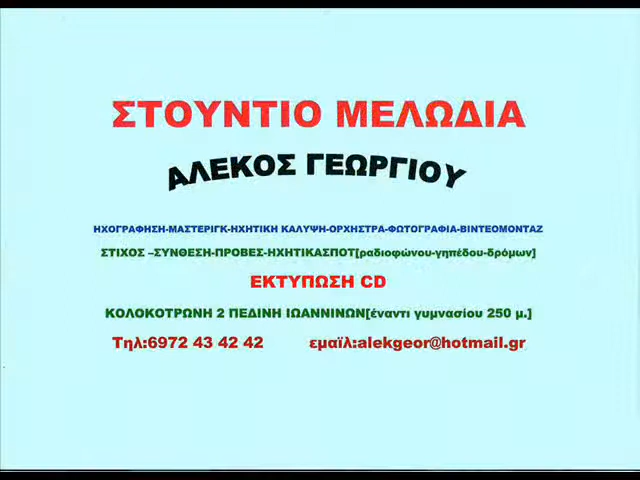 ΣΤΟΥΝΤΙΟ ΜΕΛΩΔΙΑ
ΑΛΕΚΟΣ ΓΕΩΡΓΙΟΥ
ΗΧΟΓΡΑΦΗΣΗ-ΜΑΣΤΕΡΙΓΚ-ΗΧΗΤΙΚΗ ΚΑΛΥΨΗ-ΟΡΧΗΣΤΡΑ-ΦΩΤΟΓΡΑΦΙΑ-ΒΙΝΤΕΟΜΟΝΤΑΖ
ΣΤΙΧΟΣ –ΣΥΝΘΕΣΗ-ΠΡΟΒΕΣ-ΗΧΗΤΙΚΑΣΠΟΤ[ραδιοφώνου-γηπέδου-δρόμων]
ΕΚΤΥΠΩΣΗ CD
ΚΟΛΟΚΟΤΡΩΝΗ 2 ΠΕΔΙΝΗ ΙΩΑΝΝΙΝΩΝ[έναντι γυμνασίου 250 μ.]
Τηλ:6972 43 42 42 εμαϊλ:alekgeor@hotmail.gr